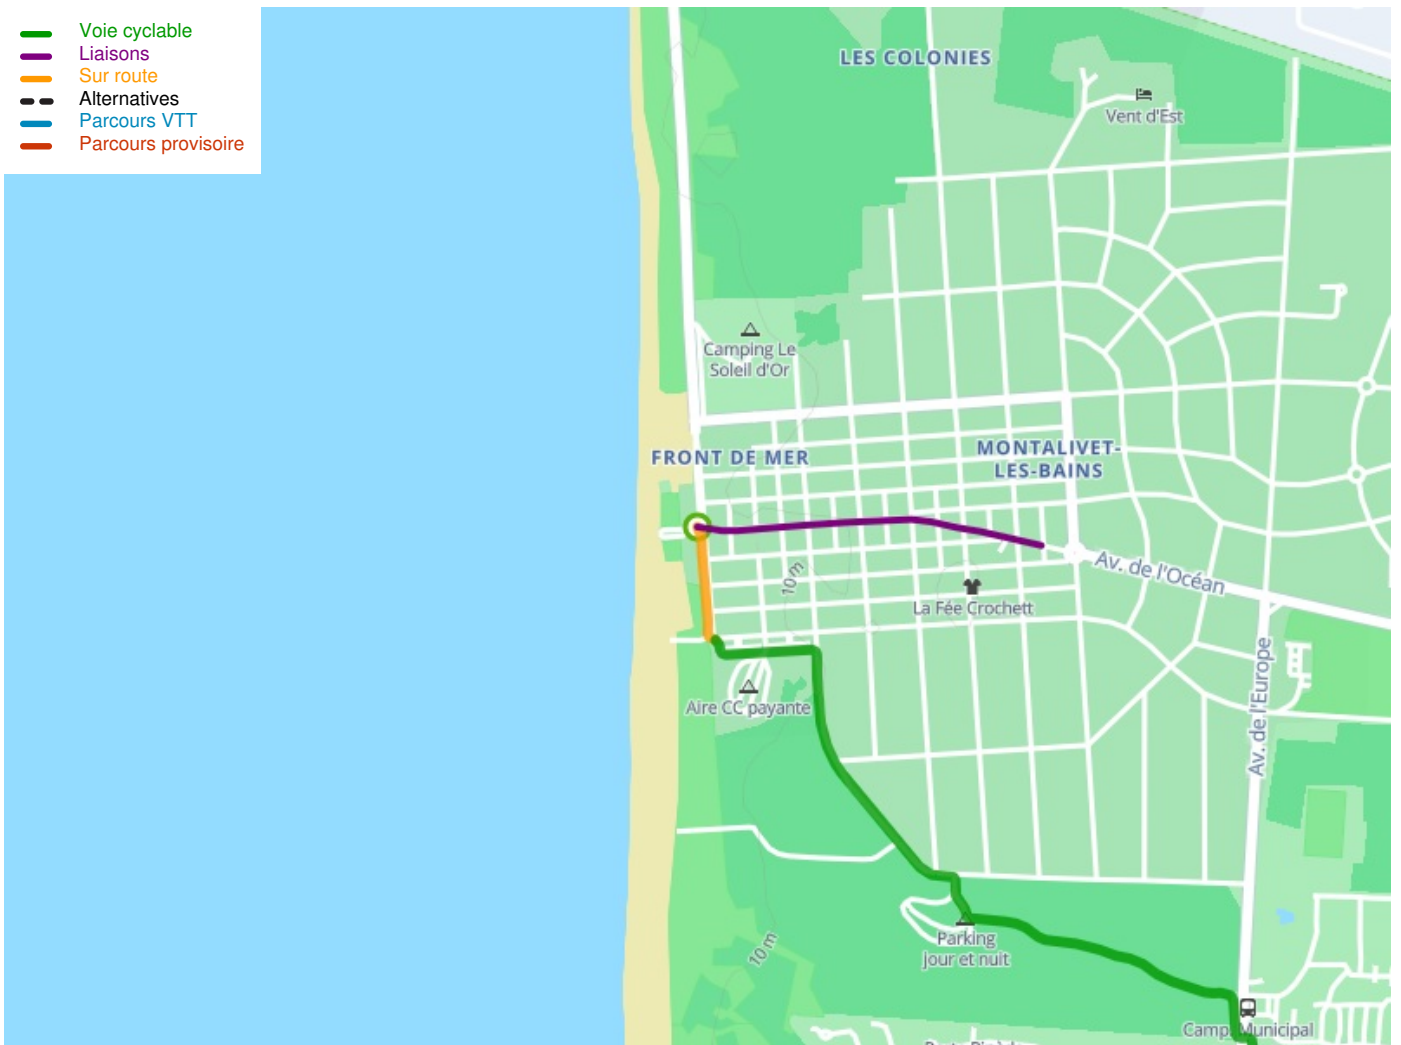 Voie cyclable
Liaisons
Sur route
Alternatives
Parcours VTT
Parcours provisoire
LES COLONIES
Vent d'Est
Camping Le
Soleil d'Or
FRONT DE MER
MONTALIVET-
LES-BAINS
Av. de l'Océan
10 m
La Fée Crochett
Av. de l'Europe
Aire CC payante
Parking
jour et nuit
10 m
Camp. Municipal